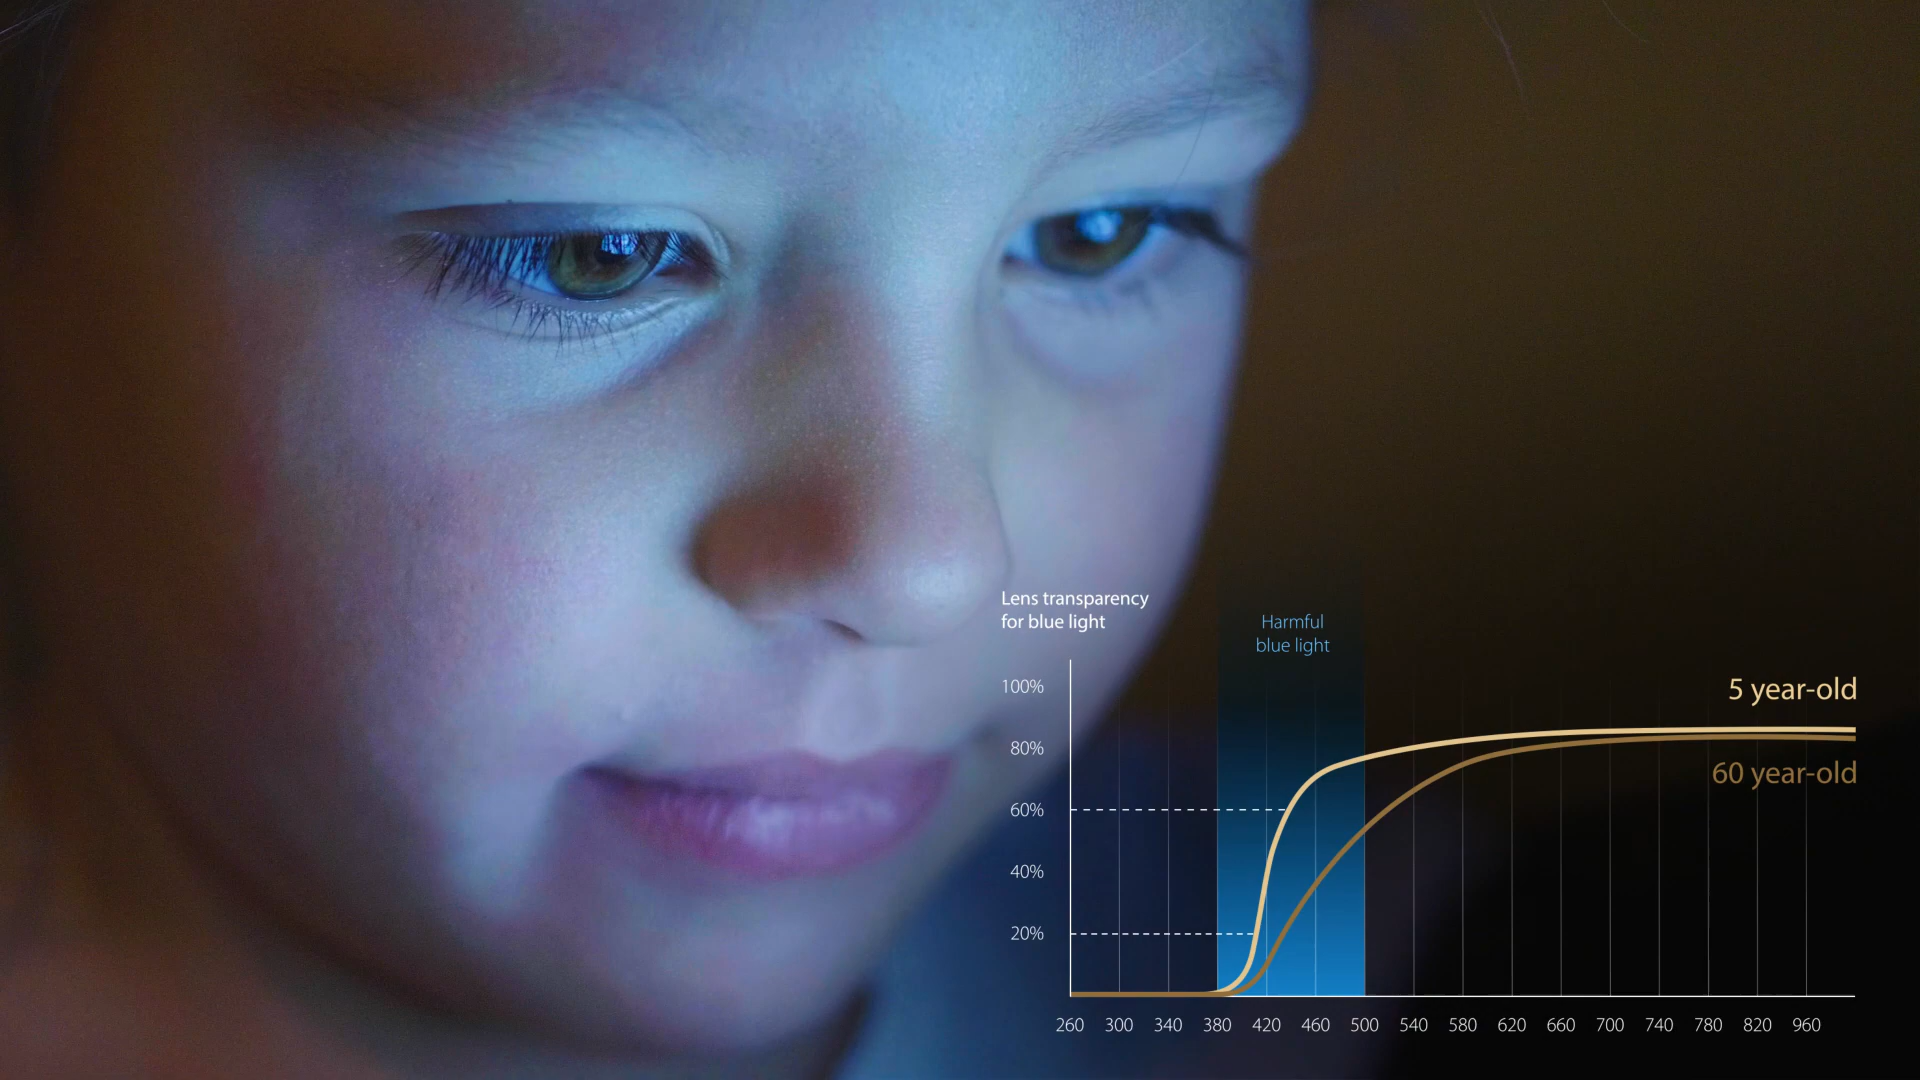 Lens transparency
for blue light
Harmful
blue light
100%
80%
60%
40%
20%
5 year-old
60 year-old
260 300 340 380 420 460 500 540 580 620 660 700 740 780 820 960